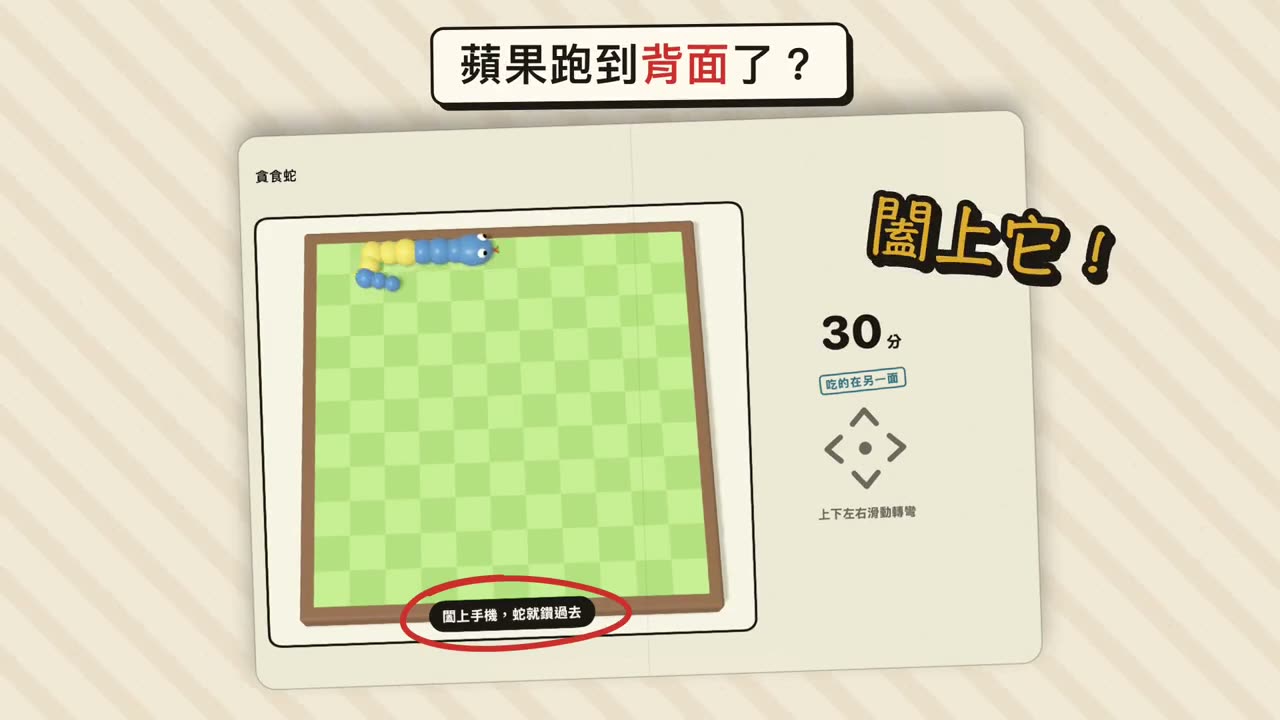 蘋果跑到背面了？
貪食蛇
闔上它！
30分
吃的在另一面
上下左右滑動轉彎
闔上手機，蛇就鑽過去